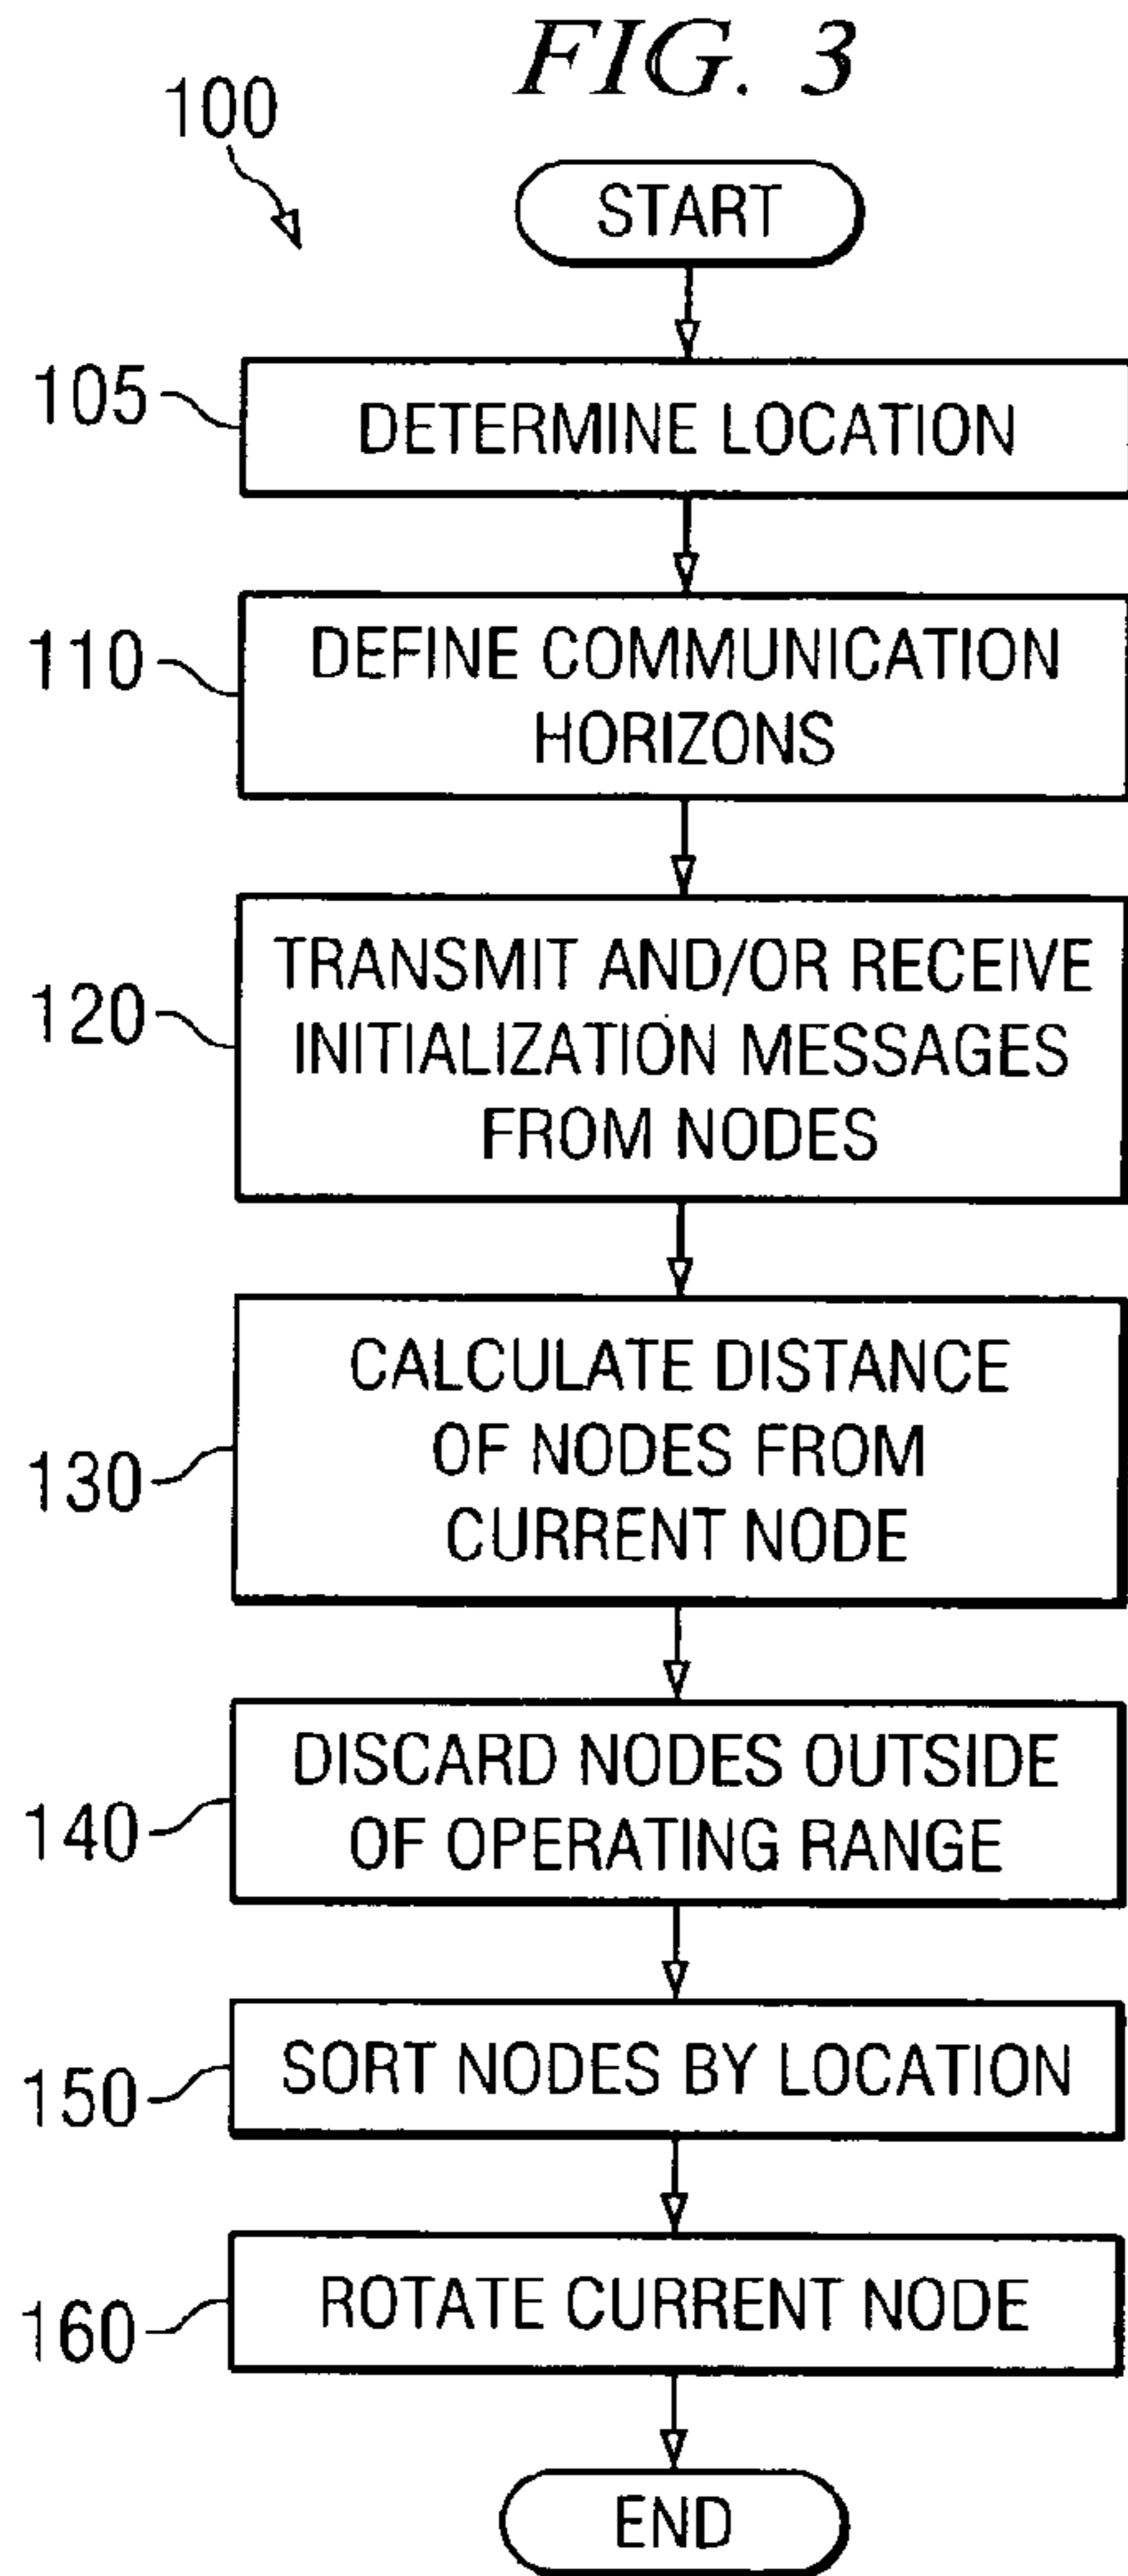 FIG. 3
100
START
105
DETERMINE LOCATION
110
DEFINE COMMUNICATION
HORIZONS
120
TRANSMIT AND/OR RECEIVE
INITIALIZATION MESSAGES
FROM NODES
130
CALCULATE DISTANCE
OF NODES FROM
CURRENT NODE
140
DISCARD NODES OUTSIDE
OF OPERATING RANGE
150
SORT NODES BY LOCATION
160
ROTATE CURRENT NODE
END